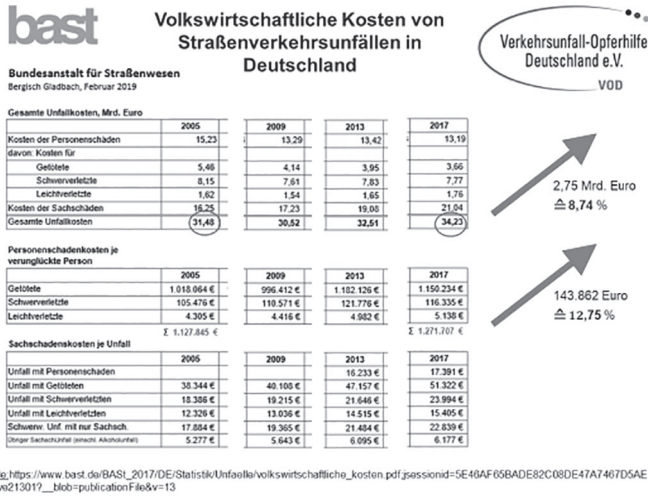 bast
Volkswirtschaftliche Kosten von
Straßenverkehrsunfällen in
Deutschland
Verkehrsunfall-Opferhilfe
Deutschland e.V.
VOD
Bundesanstalt für Straßenwesen
Bergisch Gladbach, Februar 2019
Gesamte Unfallkosten, Mrd. Euro
2005 2009 2013 2017
Kosten der Personenschäden 15,23 13,29 13,42 13,19
davon: Kosten für
Getötete 5,46 4,14 3,95 3,66
Schwerverletzte 8,15 7,61 7,83 7,77
Leichtverletzte 1,62 1,54 1,65 1,76
Kosten der Sachschäden 16,25 17,23 19,08 21,04
Gesamte Unfallkosten 31,48 30,52 32,51 34,23
2,75 Mrd. Euro
≙ 8,74 %
Personenschadenkosten je
verunglückte Person
2005 2009 2013 2017
Getötete 1.018.064 € 996.412 € 1.182.126 € 1.150.234 €
Schwerverletzte 105.476 € 110.571 € 121.776 € 116.335 €
Leichtverletzte 4.305 € 4.416 € 4.982 € 5.138 €
Σ 1.127.845 € Σ 1.271.707 €
143.862 Euro
≙ 12,75 %
Sachschadenskosten je Unfall
2005 2009 2013 2017
Unfall mit Personenschaden 16.233 € 17.391 €
Unfall mit Getöteten 38.344 € 40.108 € 47.157 € 51.322 €
Unfall mit Schwerverletzten 18.386 € 19.215 € 21.646 € 23.994 €
Unfall mit Leichtverletzten 12.326 € 13.036 € 14.515 € 15.405 €
Schwerw. Unf. mit nur Sachsch. 17.884 € 19.365 € 21.484 € 22.839 €
Übriger Sachschunfall (einschl. Alkoholunfall) 5.277 € 5.643 € 6.095 € 6.177 €
le https://www.bast.de/BASt_2017/DE/Statistik/Unfaelle/volkswirtschaftliche_kosten.pdf;jsessionid=5E46AF65BADE82C08DE47A7467D5AE
ve21301?__blob=publicationFile&v=13